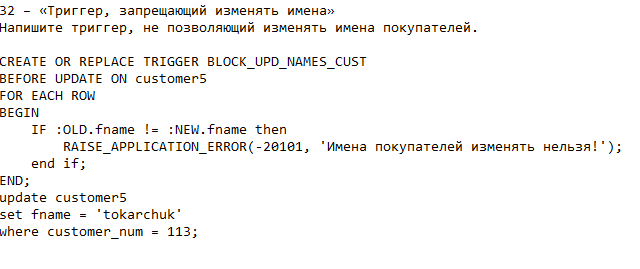 32 – «Триггер, запрещающий изменять имена»
Напишите триггер, не позволяющий изменять имена покупателей.
CREATE OR REPLACE TRIGGER BLOCK_UPD_NAMES_CUST
BEFORE UPDATE ON customer5
FOR EACH ROW
BEGIN
    IF :OLD.fname != :NEW.fname then
        RAISE_APPLICATION_ERROR(-20101, 'Имена покупателей изменять нельзя!');
    end if;
END;
update customer5
set fname = 'tokarchuk'
where customer_num = 113;